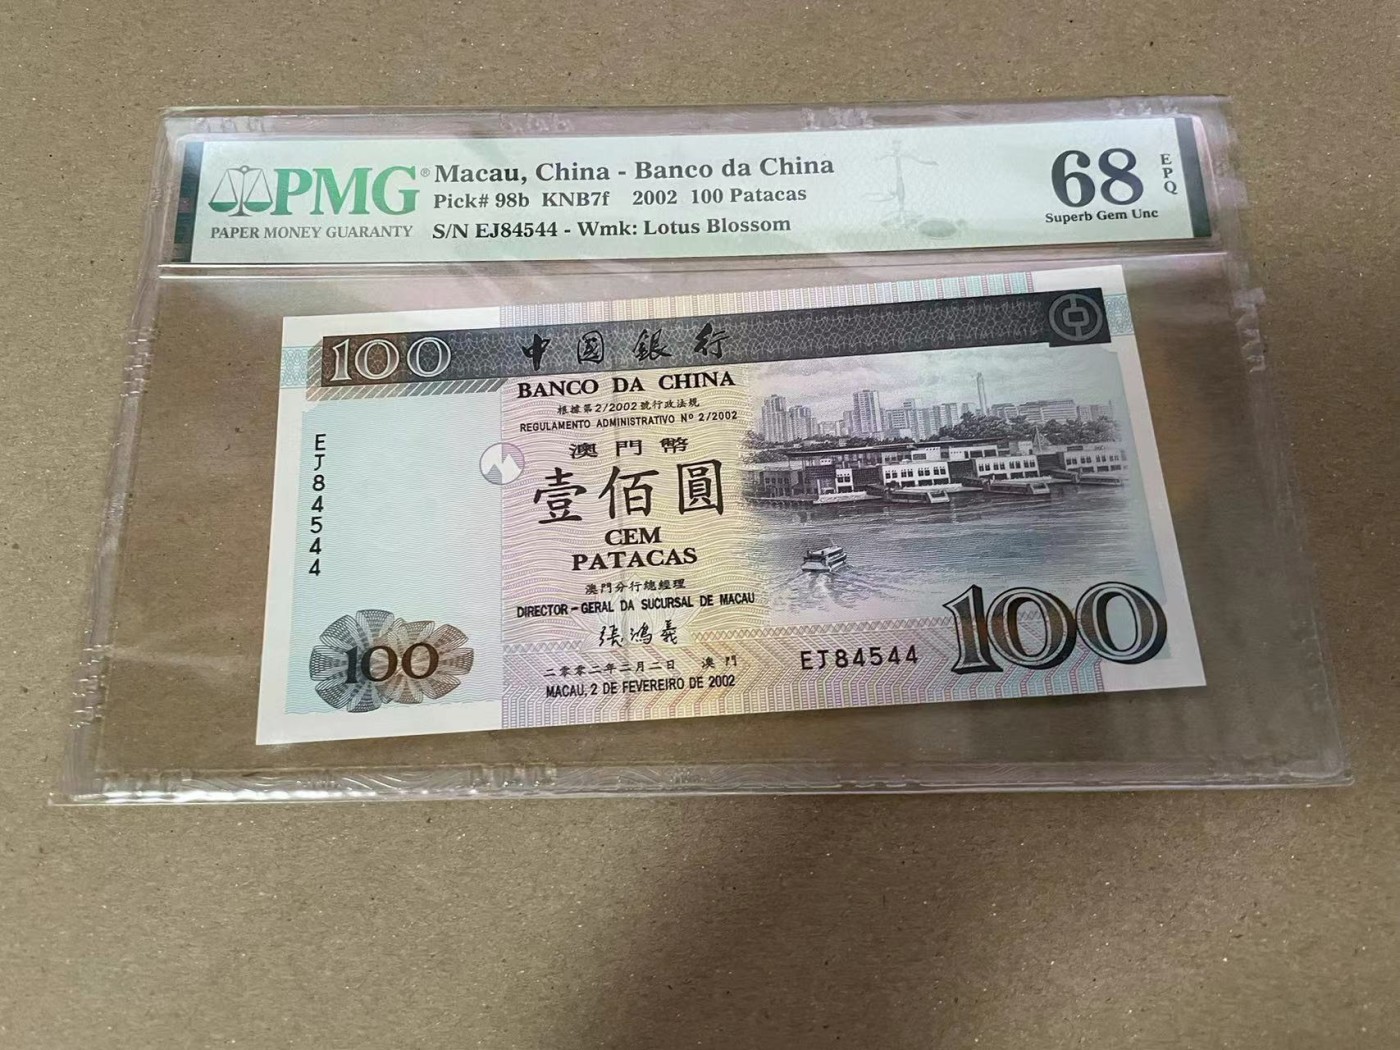 PMG®
PAPER MONEY GUARANTY
Macau, China - Banco da China
Pick# 98b KNB7f 2002 100 Patacas
S/N EJ84544 - Wmk: Lotus Blossom
68
EPQ
Superb Gem Unc
100
中國銀行
BANCO DA CHINA
根據第2/2002號行政法規
REGULAMENTO ADMINISTRATIVO Nº 2/2002
澳門幣
壹佰圓
CEM
PATACAS
澳門分行總經理
DIRECTOR-GERAL DA SUCURSAL DE MACAU
張鴻義
二零零二年二月二日 澳門
MACAU, 2 DE FEVEREIRO DE 2002
EJ84544
100
EJ84544
100